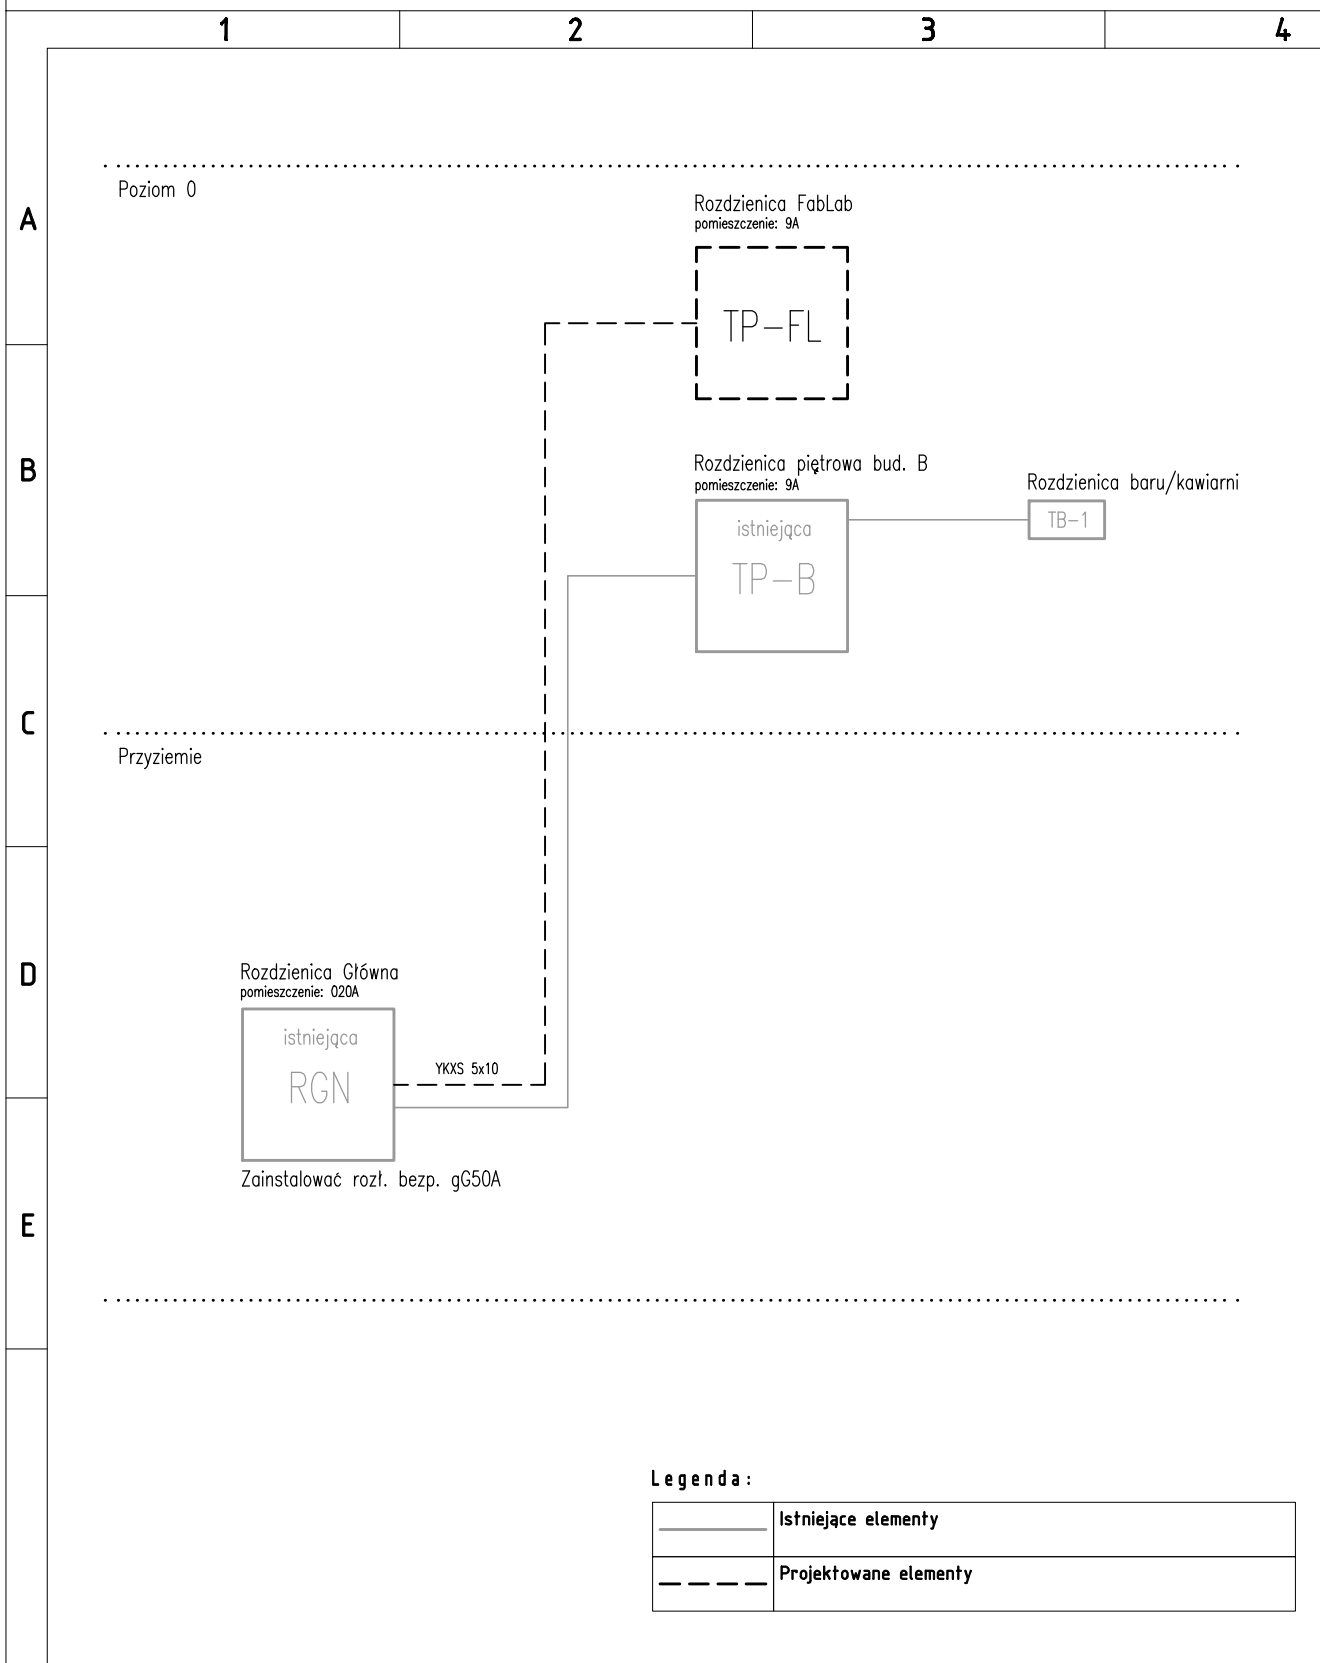 1 2 3 4
A
B
C
D
E
Poziom 0
Rozdzienica FabLab
pomieszczenie: 9A
TP-FL
Rozdzienica piętrowa bud. B
pomieszczenie: 9A
istniejąca
TP-B
Rozdzienica baru/kawiarni
TB-1
Przyziemie
Rozdzienica Główna
pomieszczenie: 020A
istniejąca
RGN
YKXS 5x10
Zainstalować rozł. bezp. gG50A
Legenda:
Istniejące elementy
Projektowane elementy